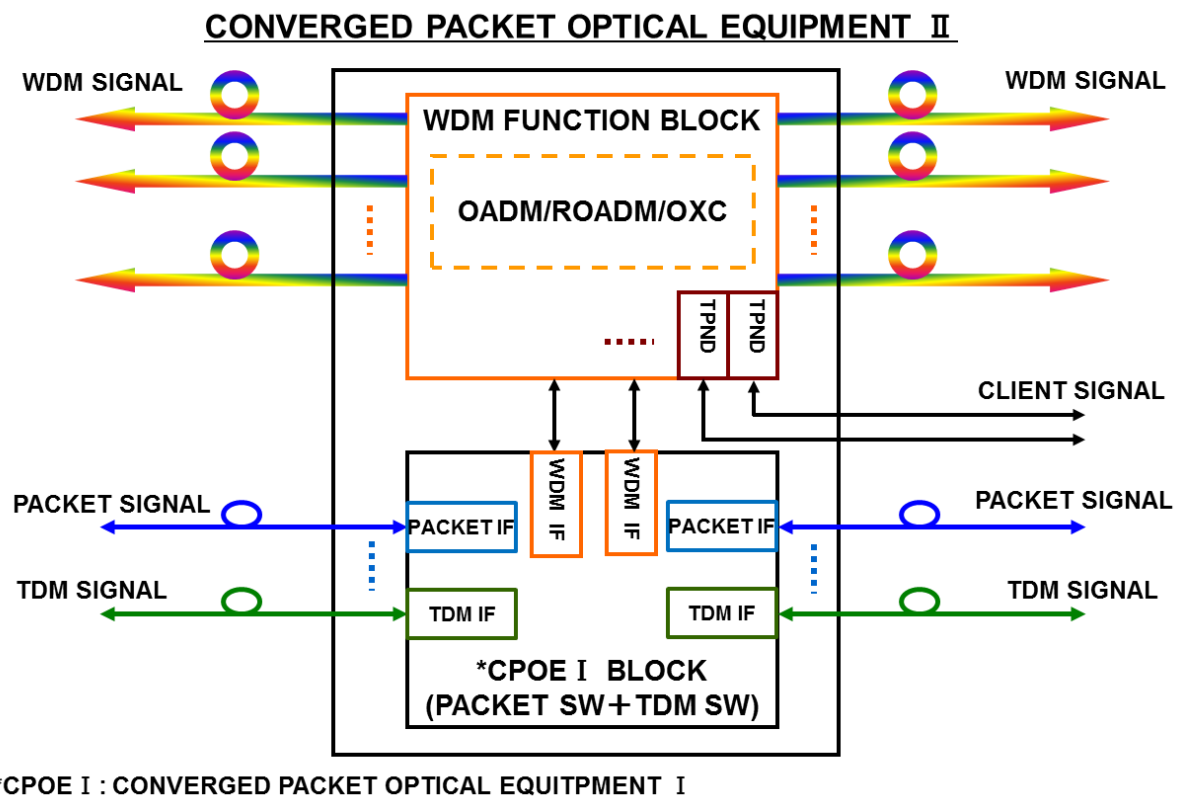 CONVERGED PACKET OPTICAL EQUIPMENT Ⅱ
WDM SIGNAL
WDM SIGNAL
WDM FUNCTION BLOCK
OADM/ROADM/OXC
TPND
TPND
CLIENT SIGNAL
WDM IF
WDM IF
PACKET SIGNAL
PACKET IF
PACKET IF
PACKET SIGNAL
TDM SIGNAL
TDM IF
TDM IF
TDM SIGNAL
*CPOE Ⅰ BLOCK
(PACKET SW+TDM SW)
*CPOE Ⅰ : CONVERGED PACKET OPTICAL EQUITPMENT Ⅰ